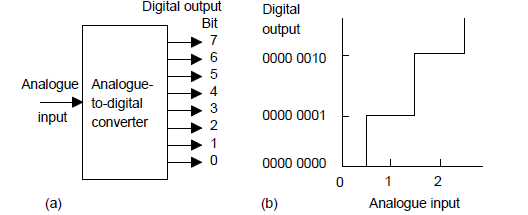 Digital output
Bit
7
6
5
4
3
2
1
0
Analogue
input
Analogue-
to-digital
converter
(a)
Digital
output
0000 0010
0000 0001
0000 0000
0
1
2
(b)
Analogue input